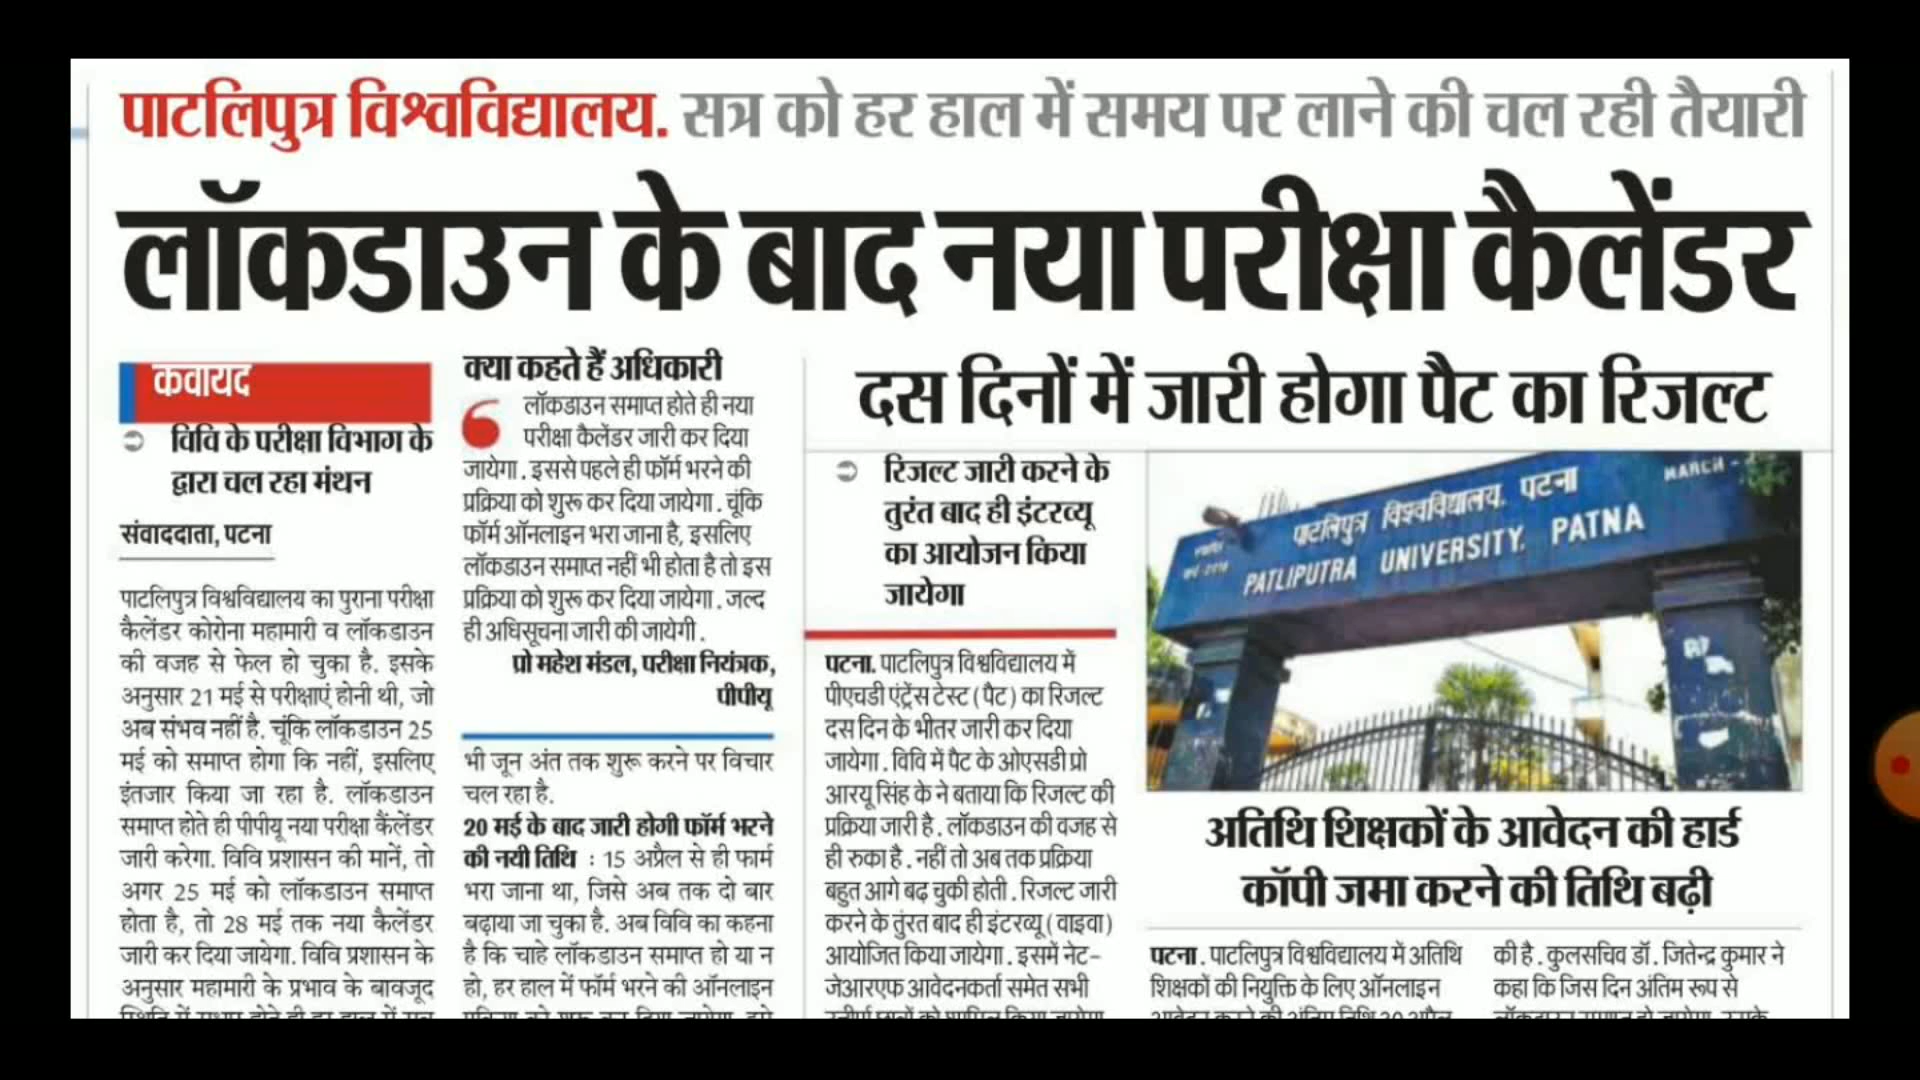 पाटलिपुत्र विश्वविद्यालय. सत्र को हर हाल में समय पर लाने की चल रही तैयारी
लॉकडाउन के बाद नया परीक्षा कैलेंडर
कवायद
विवि के परीक्षा विभाग के
द्वारा चल रहा मंथन
संवाददाता, पटना
पाटलिपुत्र विश्वविद्यालय का पुराना परीक्षा
कैलेंडर कोरोना महामारी व लॉकडाउन
की वजह से फेल हो चुका है. इसके
अनुसार 21 मई से परीक्षाएं होनी थी, जो
अब संभव नहीं है. चूंकि लॉकडाउन 25
मई को समाप्त होगा कि नहीं, इसलिए
इंतजार किया जा रहा है. लॉकडाउन
समाप्त होते ही पीपीयू नया परीक्षा कैंलेंडर
जारी करेगा. विवि प्रशासन की मानें, तो
अगर 25 मई को लॉकडाउन समाप्त
होता है, तो 28 मई तक नया कैलेंडर
जारी कर दिया जायेगा. विवि प्रशासन के
अनुसार महामारी के प्रभाव के बावजूद
क्या कहते हैं अधिकारी
लॉकडाउन समाप्त होते ही नया
परीक्षा कैलेंडर जारी कर दिया
जायेगा. इससे पहले ही फॉर्म भरने की
प्रक्रिया को शुरू कर दिया जायेगा. चूंकि
फॉर्म ऑनलाइन भरा जाना है, इसलिए
लॉकडाउन समाप्त नहीं भी होता है तो इस
प्रक्रिया को शुरू कर दिया जायेगा. जल्द
ही अधिसूचना जारी की जायेगी.
प्रो महेश मंडल, परीक्षा नियंत्रक,
पीपीयू
भी जून अंत तक शुरू करने पर विचार
चल रहा है.
20 मई के बाद जारी होगी फॉर्म भरने
की नयी तिथि : 15 अप्रैल से ही फार्म
भरा जाना था, जिसे अब तक दो बार
बढ़ाया जा चुका है. अब विवि का कहना
है कि चाहे लॉकडाउन समाप्त हो या न
हो, हर हाल में फॉर्म भरने की ऑनलाइन
दस दिनों में जारी होगा पैट का रिजल्ट
रिजल्ट जारी करने के
तुरंत बाद ही इंटरव्यू
का आयोजन किया
जायेगा
पटना. पाटलिपुत्र विश्वविद्यालय में
पीएचडी एंट्रेंस टेस्ट (पैट) का रिजल्ट
दस दिन के भीतर जारी कर दिया
जायेगा. विवि में पैट के ओएसडी प्रो
आरयू सिंह के ने बताया कि रिजल्ट की
प्रक्रिया जारी है. लॉकडाउन की वजह से
ही रुका है. नहीं तो अब तक प्रक्रिया
बहुत आगे बढ़ चुकी होती. रिजल्ट जारी
करने के तुंरत बाद ही इंटरव्यू (वाइवा)
आयोजित किया जायेगा. इसमें नेट-
जेआरएफ आवेदनकर्ता समेत सभी
MARCH -
पाटलिपुत्र विश्वविद्यालय, पटना
PATLIPUTRA UNIVERSITY, PATNA
अतिथि शिक्षकों के आवेदन की हार्ड
कॉपी जमा करने की तिथि बढ़ी
पटना. पाटलिपुत्र विश्वविद्यालय में अतिथि
शिक्षकों की नियुक्ति के लिए ऑनलाइन
की है. कुलसचिव डॉ. जितेन्द्र कुमार ने
कहा कि जिस दिन अंतिम रूप से